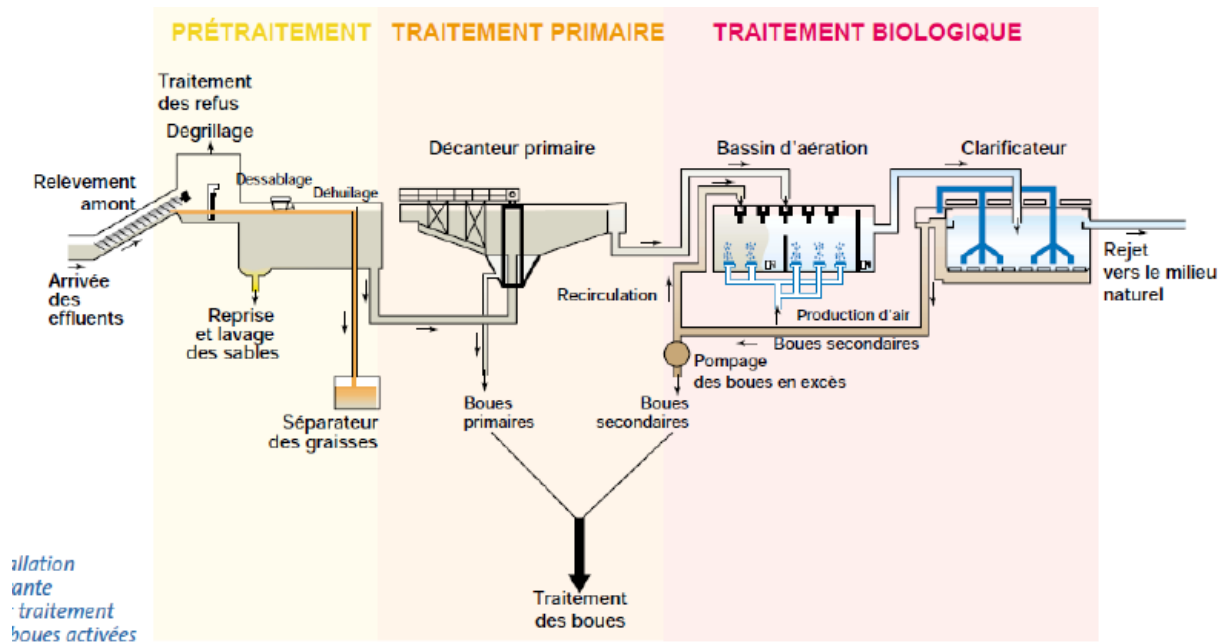 PRÉTRAITEMENT
TRAITEMENT PRIMAIRE
TRAITEMENT BIOLOGIQUE
Traitement
des refus
Dégrillage
Relèvement
amont
Dessablage
Déhuilage
Arrivée
des
effluents
Reprise
et lavage
des sables
Séparateur
des graisses
Décanteur primaire
Boues
primaires
Bassin d'aération
Clarificateur
Recirculation
Production d'air
Boues secondaires
Pompage
des boues en excès
Boues
secondaires
Rejet
vers le milieu
naturel
Traitement
des boues
allation
ante
traitement
boues activées